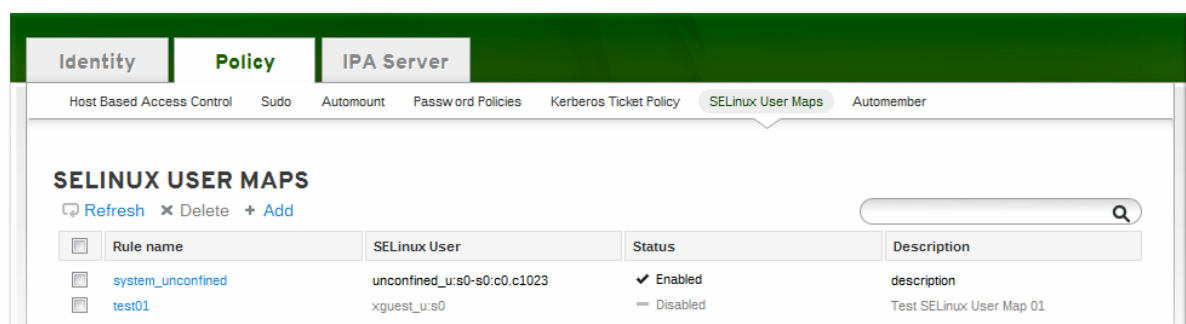 Identity Policy IPA Server
Host Based Access Control Sudo Automount Password Policies Kerberos Ticket Policy SELinux User Maps Automember
SELINUX USER MAPS
Refresh Delete + Add
Rule name SELinux User Status Description
system_unconfined unconfined_u:s0-s0:c0.c1023 Enabled description
test01 xguest_u:s0 Disabled Test SELinux User Map 01